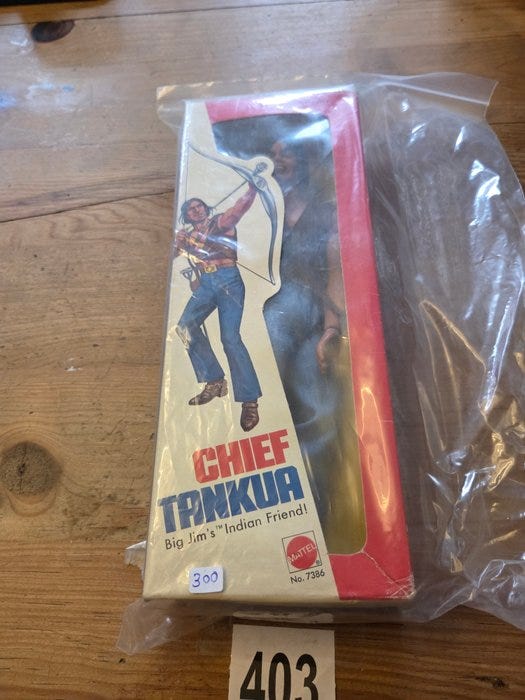 CHIEF
TANKUA
Big Jim's™ Indian Friend!
MATTEL
No. 7386
300
403